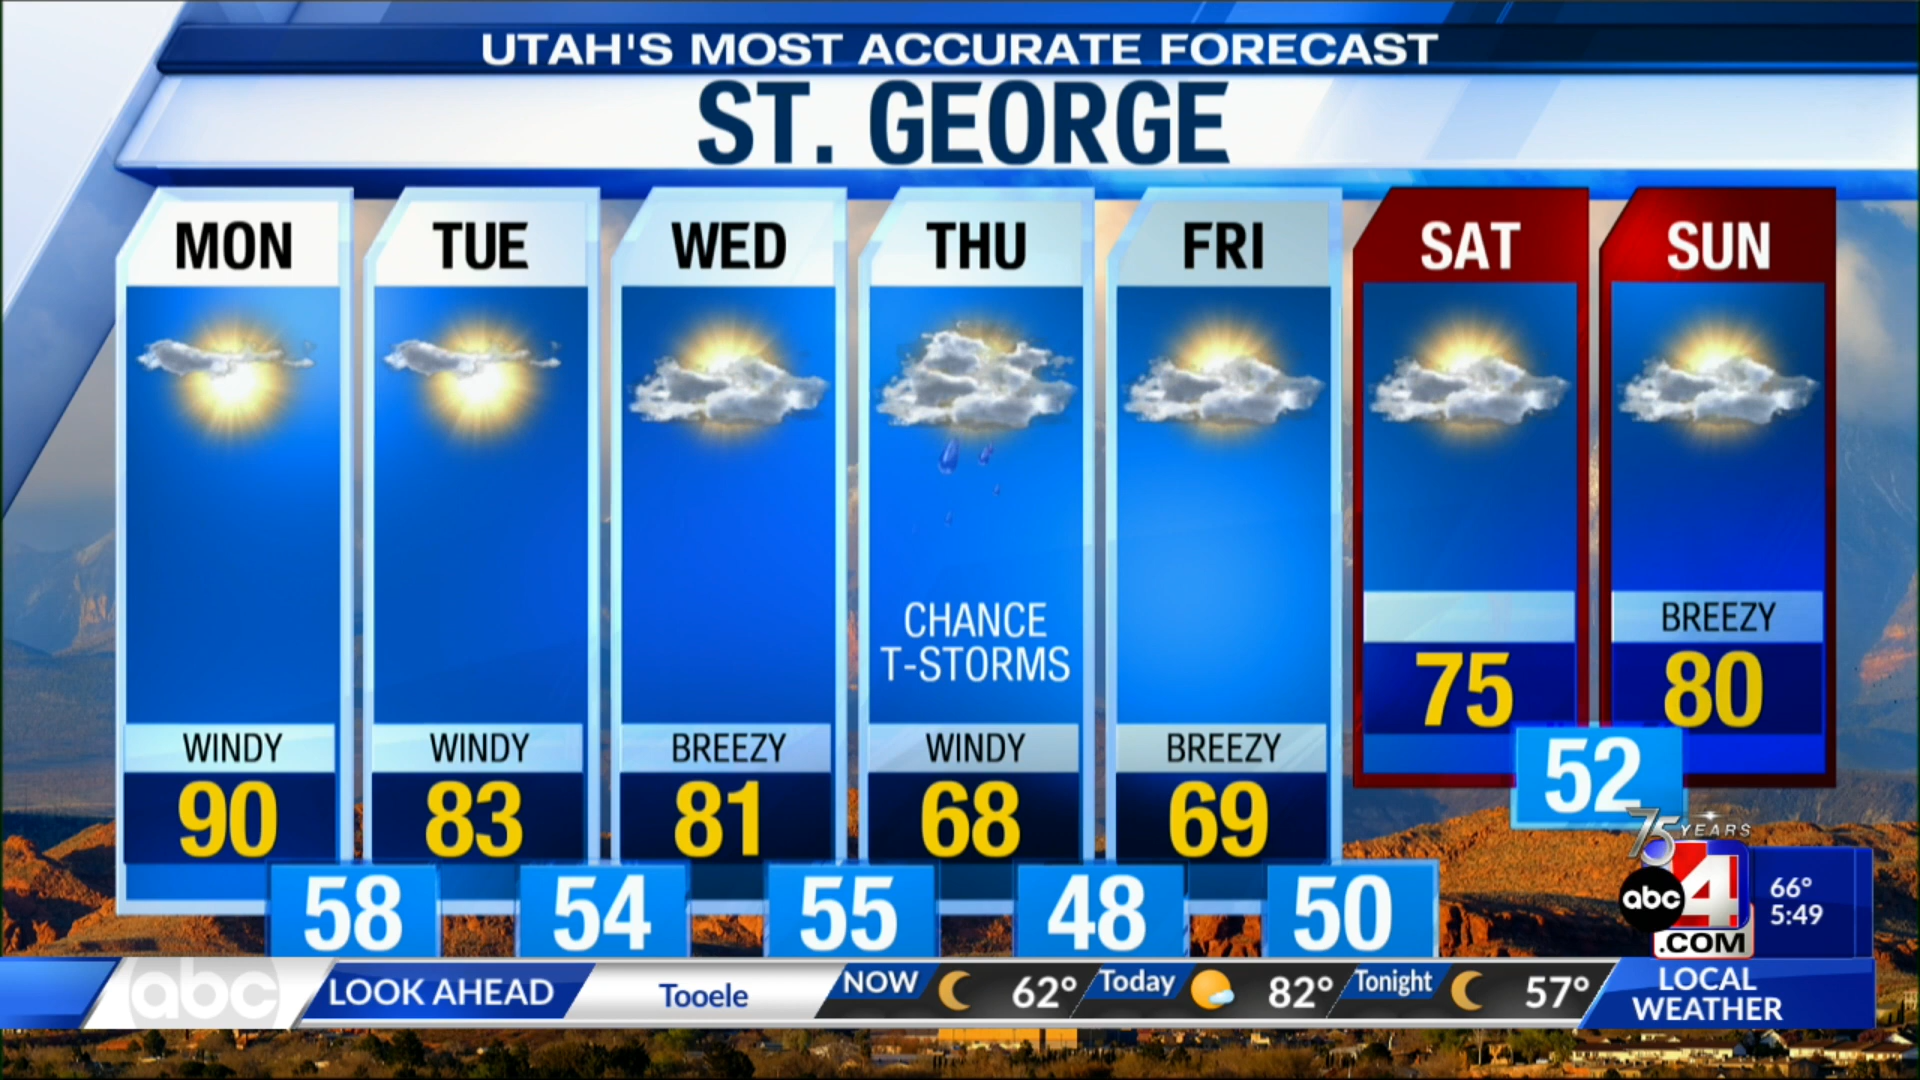 UTAH'S MOST ACCURATE FORECAST
ST. GEORGE
MON TUE WED THU FRI SAT SUN
CHANCE
T-STORMS
BREEZY
75 80
WINDY WINDY BREEZY WINDY BREEZY
52
90 83 81 68 69
58 54 55 48 50
75 YEARS
abc 4
.COM
66°
5:49
abc LOOK AHEAD Tooele NOW 62° Today 82° Tonight 57°
LOCAL
WEATHER